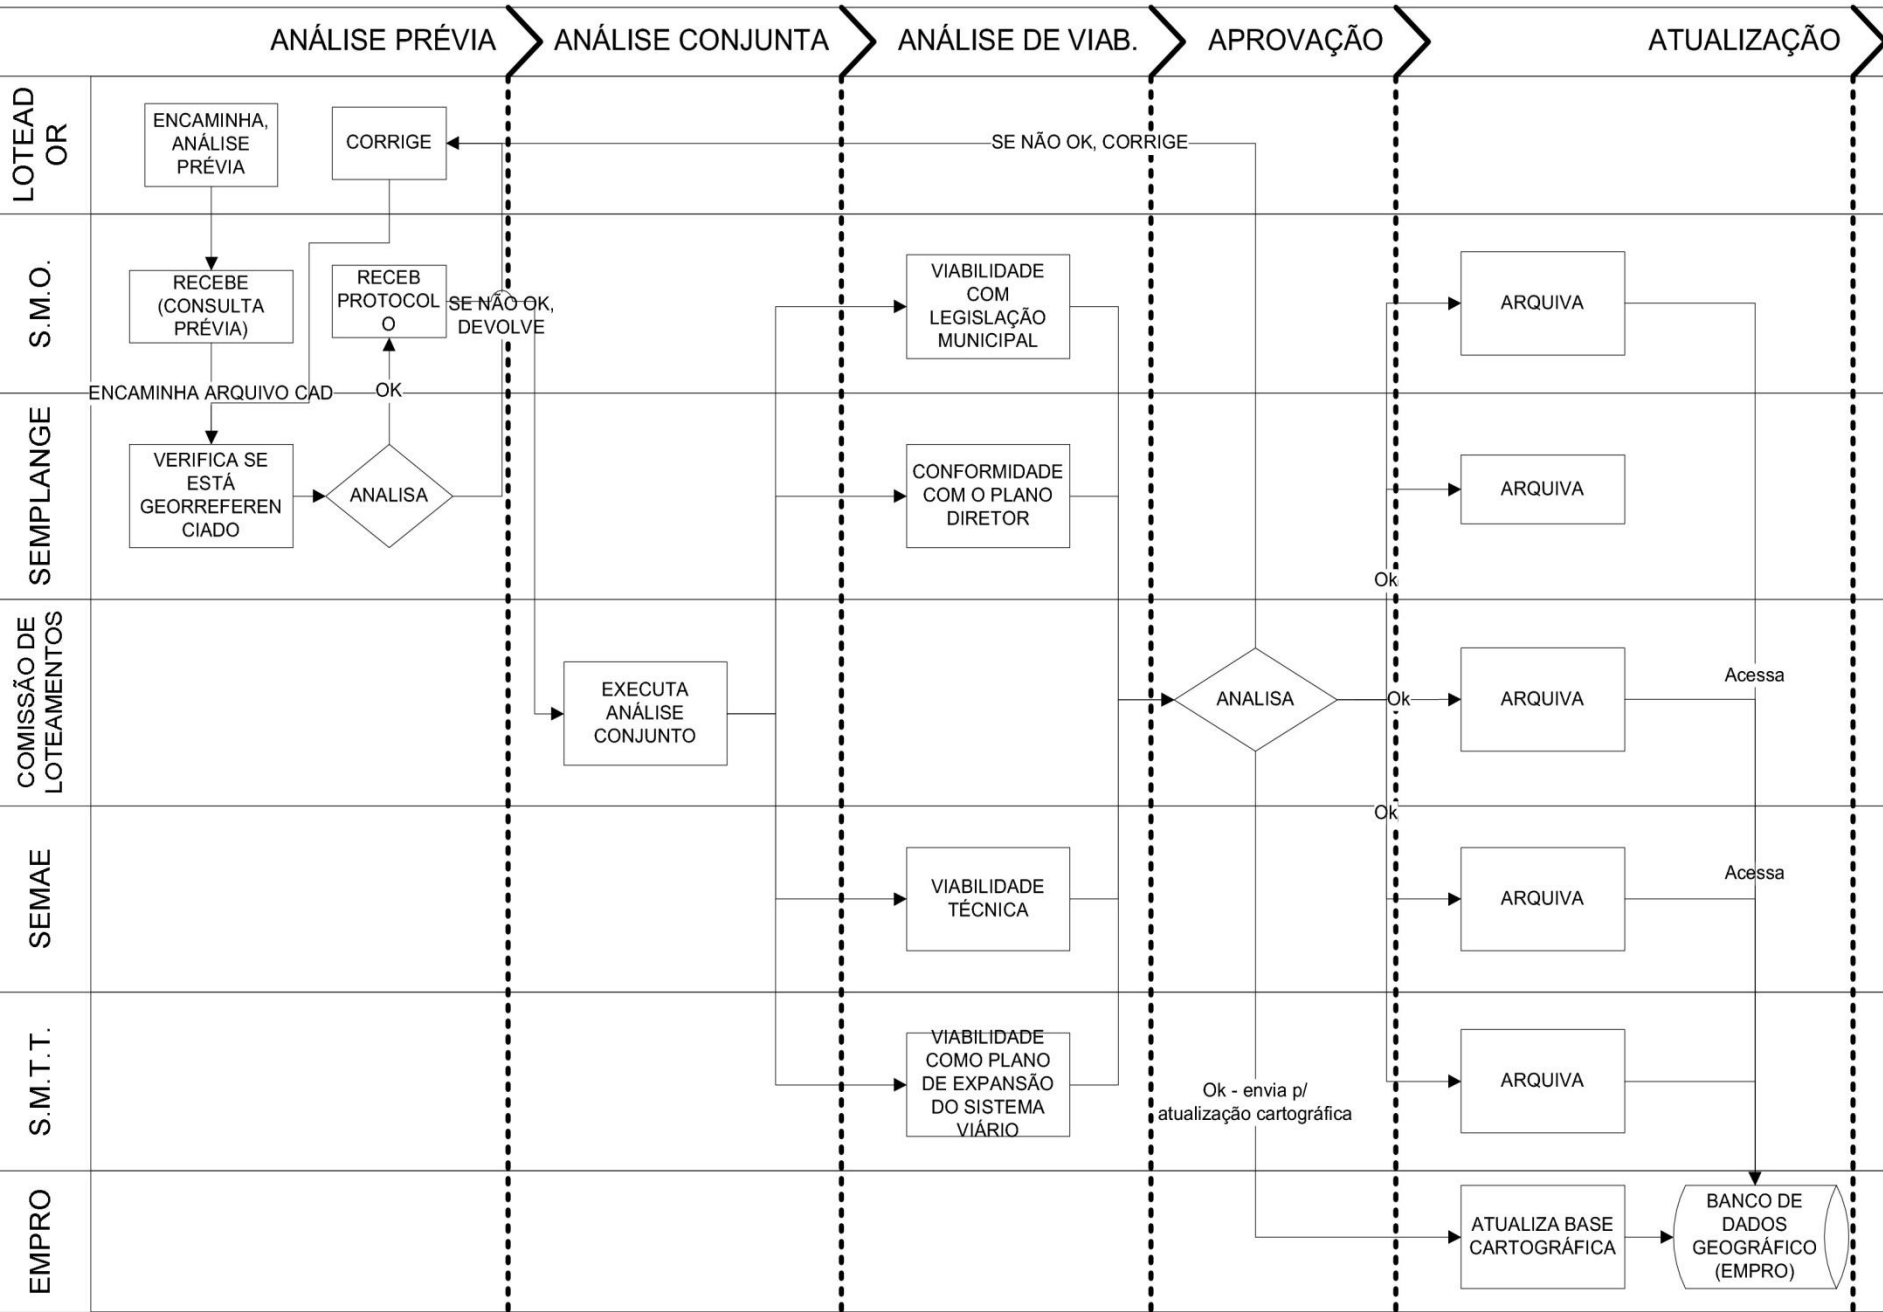 ANÁLISE PRÉVIA
ANÁLISE CONJUNTA
ANÁLISE DE VIAB.
APROVAÇÃO
ATUALIZAÇÃO
LOTEAD
OR
ENCAMINHA,
ANÁLISE
PRÉVIA
CORRIGE
SE NÃO OK, CORRIGE
S.M.O.
RECEBE
(CONSULTA
PRÉVIA)
RECEB
PROTOCOL
O
SE NÃO OK,
DEVOLVE
VIABILIDADE
COM
LEGISLAÇÃO
MUNICIPAL
ARQUIVA
ENCAMINHA ARQUIVO CAD
OK
SEMPLANGE
VERIFICA SE
ESTÁ
GEORREFEREN
CIADO
ANALISA
CONFORMIDADE
COM O PLANO
DIRETOR
ARQUIVA
Ok
COMISSÃO DE
LOTEAMENTOS
EXECUTA
ANÁLISE
CONJUNTO
ANALISA
Ok
ARQUIVA
Acessa
Ok
SEMAE
VIABILIDADE
TÉCNICA
ARQUIVA
Acessa
S.M.T.T.
VIABILIDADE
COMO PLANO
DE EXPANSÃO
DO SISTEMA
VIÁRIO
Ok - envia p/
atualização cartográfica
ARQUIVA
EMPRO
ATUALIZA BASE
CARTOGRÁFICA
BANCO DE
DADOS
GEOGRÁFICO
(EMPRO)